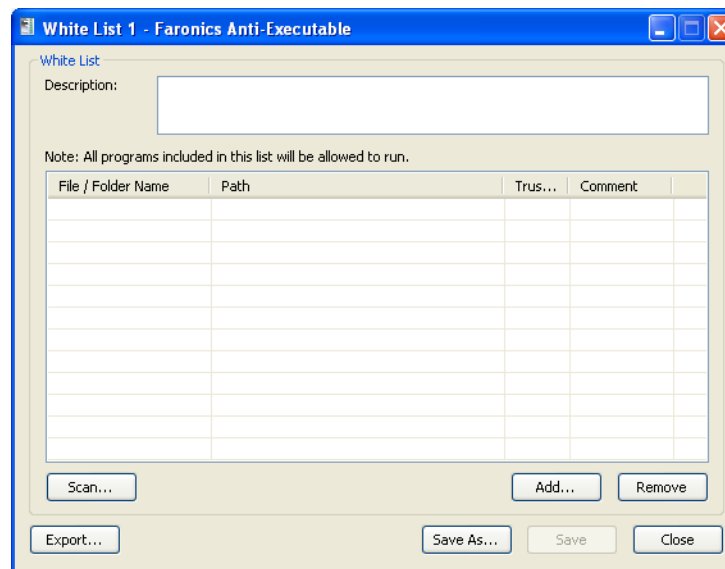 White List 1 - Faronics Anti-Executable
White List
Description:
Note: All programs included in this list will be allowed to run.
File / Folder Name Path Trus... Comment
Scan... Add... Remove
Export... Save As... Save Close